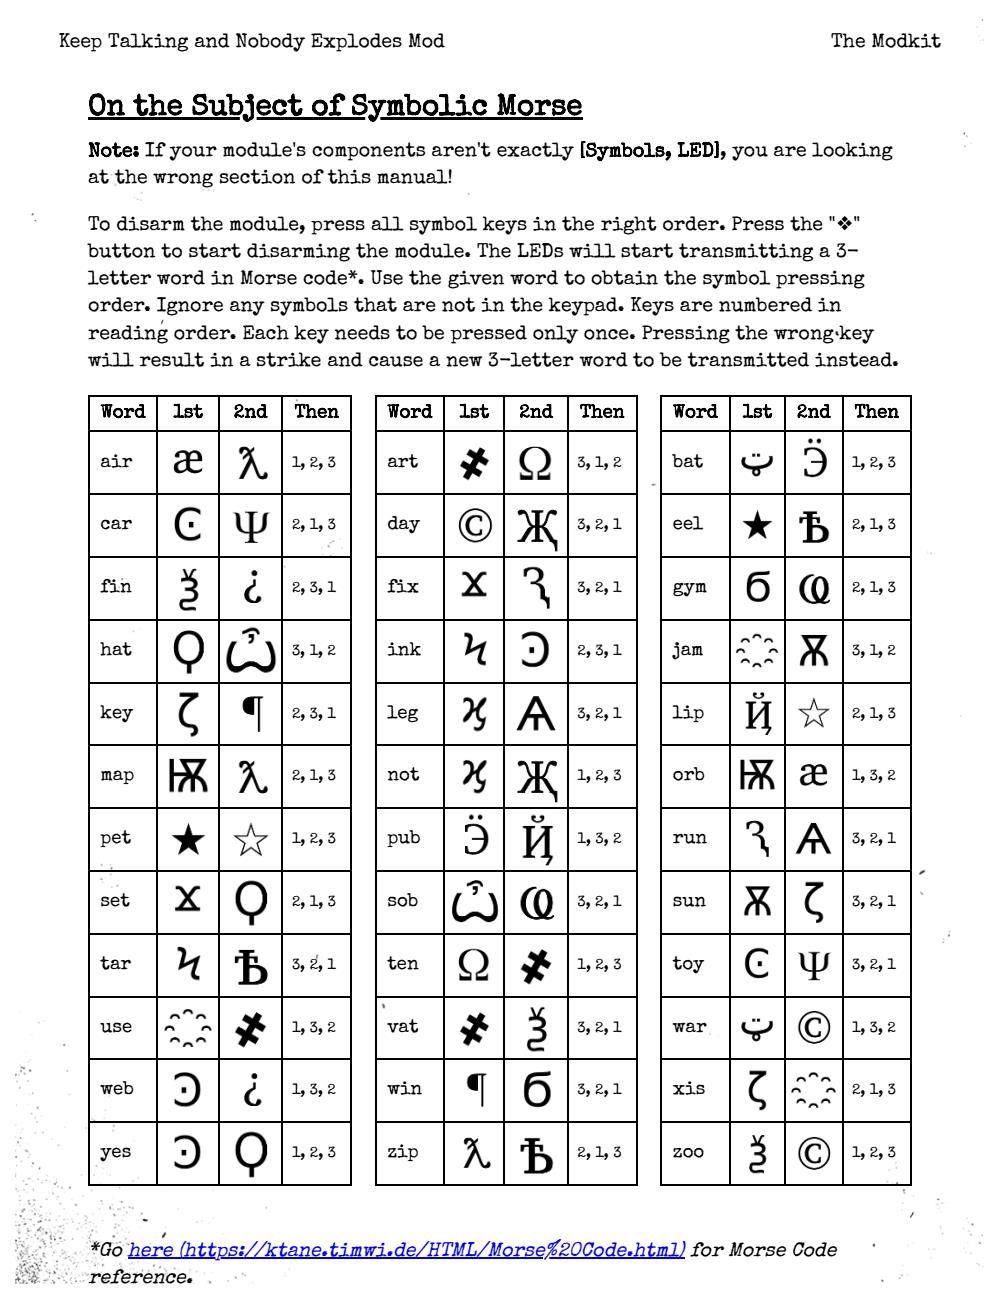 Keep Talking and Nobody Explodes Mod The Modkit
On the Subject of Symbolic Morse
Note: If your module's components aren't exactly [Symbols, LED], you are looking
at the wrong section of this manual!
To disarm the module, press all symbol keys in the right order. Press the "❖"
button to start disarming the module. The LEDs will start transmitting a 3-
letter word in Morse code*. Use the given word to obtain the symbol pressing
order. Ignore any symbols that are not in the keypad. Keys are numbered in
reading order. Each key needs to be pressed only once. Pressing the wrong key
will result in a strike and cause a new 3-letter word to be transmitted instead.
Word 1st 2nd Then Word 1st 2nd Then Word 1st 2nd Then
air æ ƛ 1, 2, 3 art ҂ Ω 3, 1, 2 bat ټ Ӭ 1, 2, 3
car Ͼ Ψ 2, 1, 3 day © Җ 3, 2, 1 eel ★ Ѣ 2, 1, 3
fin Ѯ ¿ 2, 3, 1 fix Ӿ Ҙ 3, 2, 1 gym б Ҩ 2, 1, 3
hat Ϙ Ѽ 3, 1, 2 ink Ϟ Ͽ 2, 3, 1 jam ҈ Ѫ 3, 1, 2
key ζ ¶ 2, 3, 1 leg ϗ Ѧ 3, 2, 1 lip Ҋ ☆ 2, 1, 3
map Ѭ ƛ 2, 1, 3 not ϗ Җ 1, 2, 3 orb Ѭ æ 1, 3, 2
pet ★ ☆ 1, 2, 3 pub Ӭ Ҋ 1, 3, 2 run Ҙ Ѧ 3, 2, 1
set Ӿ Ϙ 2, 1, 3 sob Ѽ Ҩ 3, 2, 1 sun Ѫ ζ 3, 2, 1
tar Ϟ Ѣ 3, 2, 1 ten Ω ҂ 1, 2, 3 toy Ͼ Ψ 3, 2, 1
use ҈ ҂ 1, 3, 2 vat ҂ Ѯ 3, 2, 1 war ټ © 1, 3, 2
web Ͽ ¿ 1, 3, 2 win ¶ б 3, 2, 1 xis ζ ҈ 2, 1, 3
yes Ͽ Ϙ 1, 2, 3 zip ƛ Ѣ 2, 1, 3 zoo Ѯ © 1, 2, 3
*Go here (https://ktane.timwi.de/HTML/Morse%20Code.html) for Morse Code
reference.